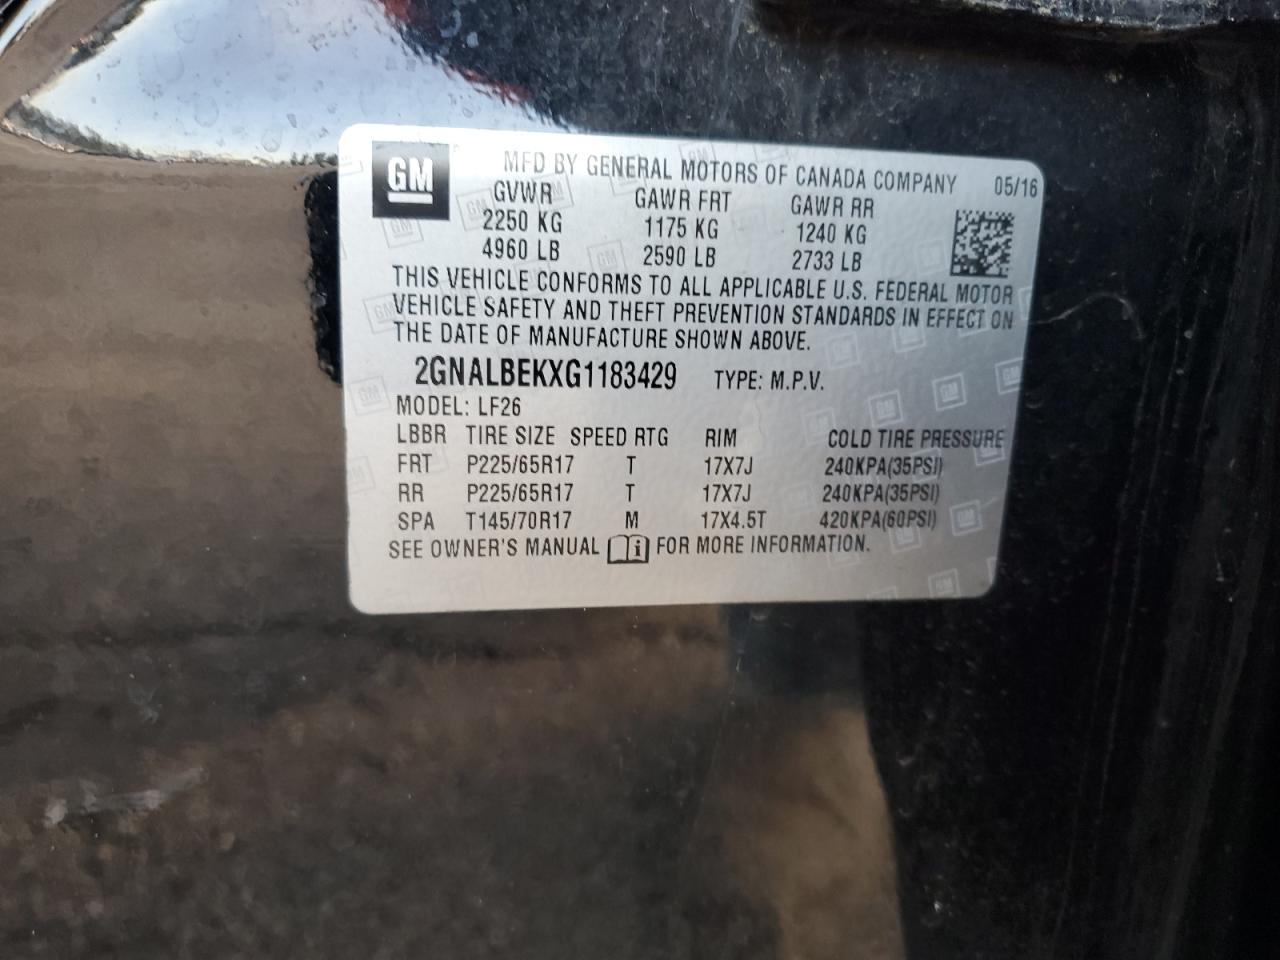 GM
MFD BY GENERAL MOTORS OF CANADA COMPANY 05/16
GVWR GAWR FRT GAWR RR
2250 KG 1175 KG 1240 KG
4960 LB 2590 LB 2733 LB
THIS VEHICLE CONFORMS TO ALL APPLICABLE U.S. FEDERAL MOTOR
VEHICLE SAFETY AND THEFT PREVENTION STANDARDS IN EFFECT ON
THE DATE OF MANUFACTURE SHOWN ABOVE.
2GNALBEKXG1183429 TYPE: M.P.V.
MODEL: LF26
LBBR TIRE SIZE SPEED RTG RIM COLD TIRE PRESSURE
FRT P225/65R17 T 17X7J 240KPA(35PSI)
RR P225/65R17 T 17X7J 240KPA(35PSI)
SPA T145/70R17 M 17X4.5T 420KPA(60PSI)
SEE OWNER'S MANUAL FOR MORE INFORMATION.